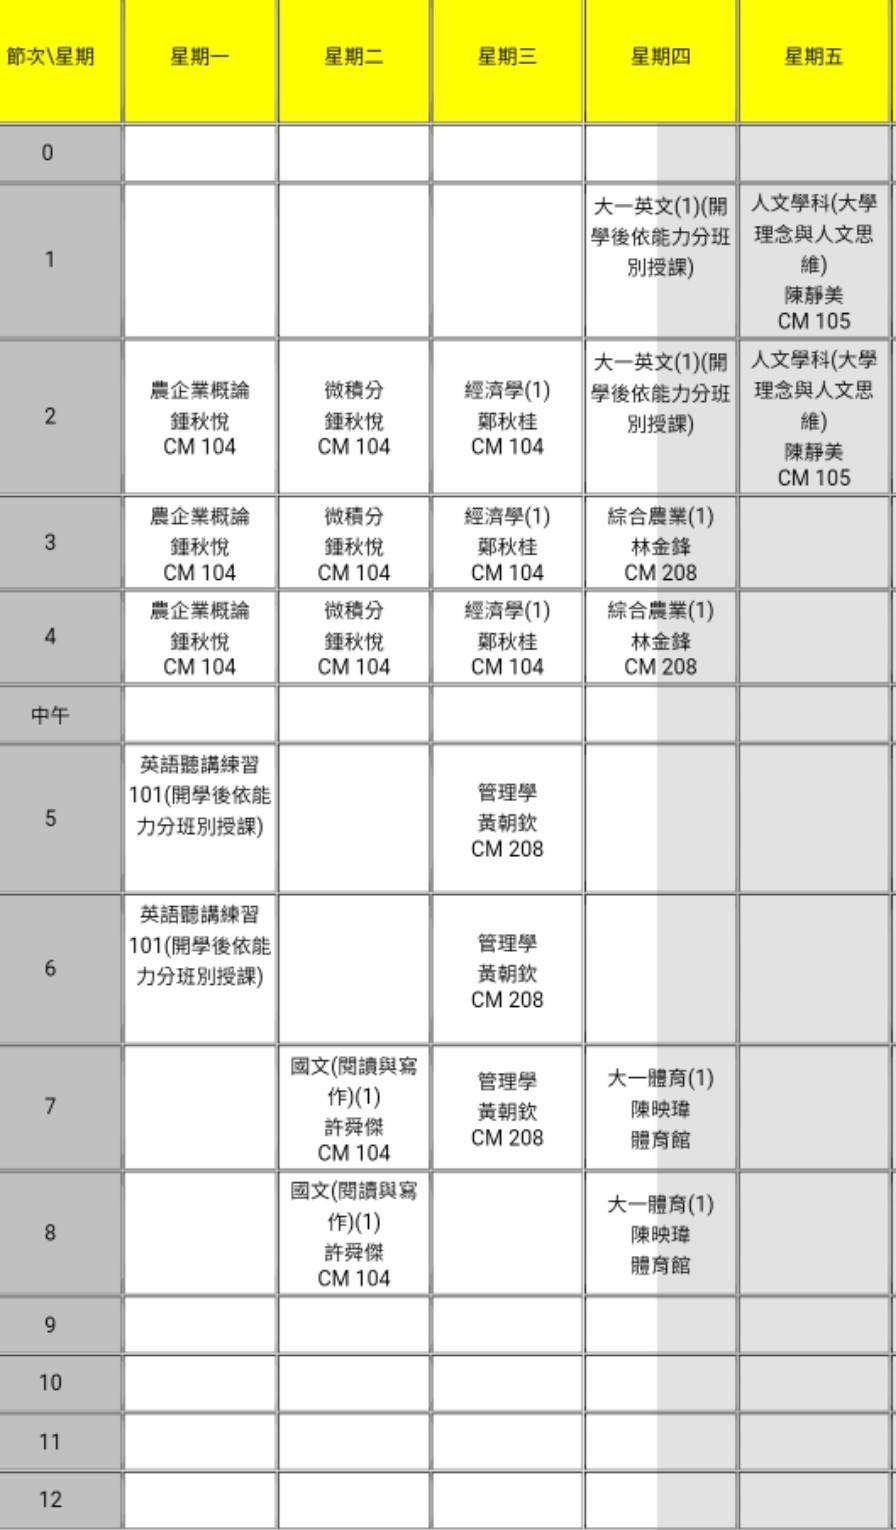 節次\星期 星期一 星期二 星期三 星期四 星期五
0
1
大一英文(1)(開
學後依能力分班
別授課)
人文學科(大學
理念與人文思
維)
陳靜美
CM 105
2
農企業概論
鍾秋悅
CM 104
微積分
鍾秋悅
CM 104
經濟學(1)
鄭秋桂
CM 104
大一英文(1)(開
學後依能力分班
別授課)
人文學科(大學
理念與人文思
維)
陳靜美
CM 105
3
農企業概論
鍾秋悅
CM 104
微積分
鍾秋悅
CM 104
經濟學(1)
鄭秋桂
CM 104
綜合農業(1)
林金鋒
CM 208
4
農企業概論
鍾秋悅
CM 104
微積分
鍾秋悅
CM 104
經濟學(1)
鄭秋桂
CM 104
綜合農業(1)
林金鋒
CM 208
中午
5
英語聽講練習
101(開學後依能
力分班別授課)
管理學
黃朝欽
CM 208
6
英語聽講練習
101(開學後依能
力分班別授課)
管理學
黃朝欽
CM 208
7
國文(閱讀與寫
作)(1)
許舜傑
CM 104
管理學
黃朝欽
CM 208
大一體育(1)
陳映瑋
體育館
8
國文(閱讀與寫
作)(1)
許舜傑
CM 104
大一體育(1)
陳映瑋
體育館
9
10
11
12